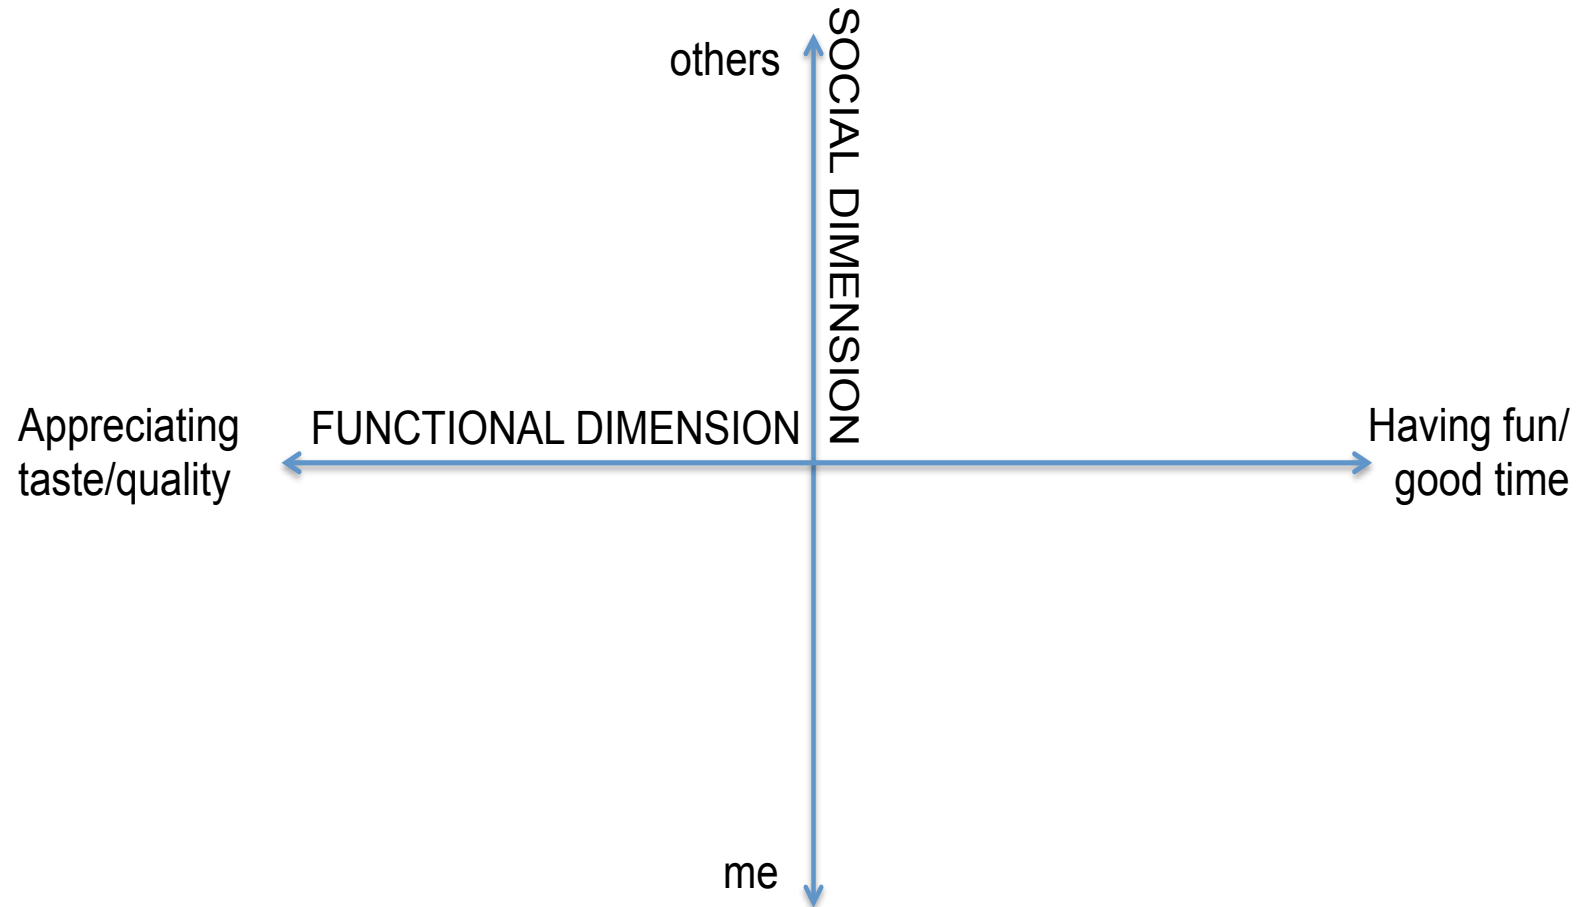 others
SOCIAL DIMENSION
Appreciating
taste/quality
FUNCTIONAL DIMENSION
Having fun/
good time
me